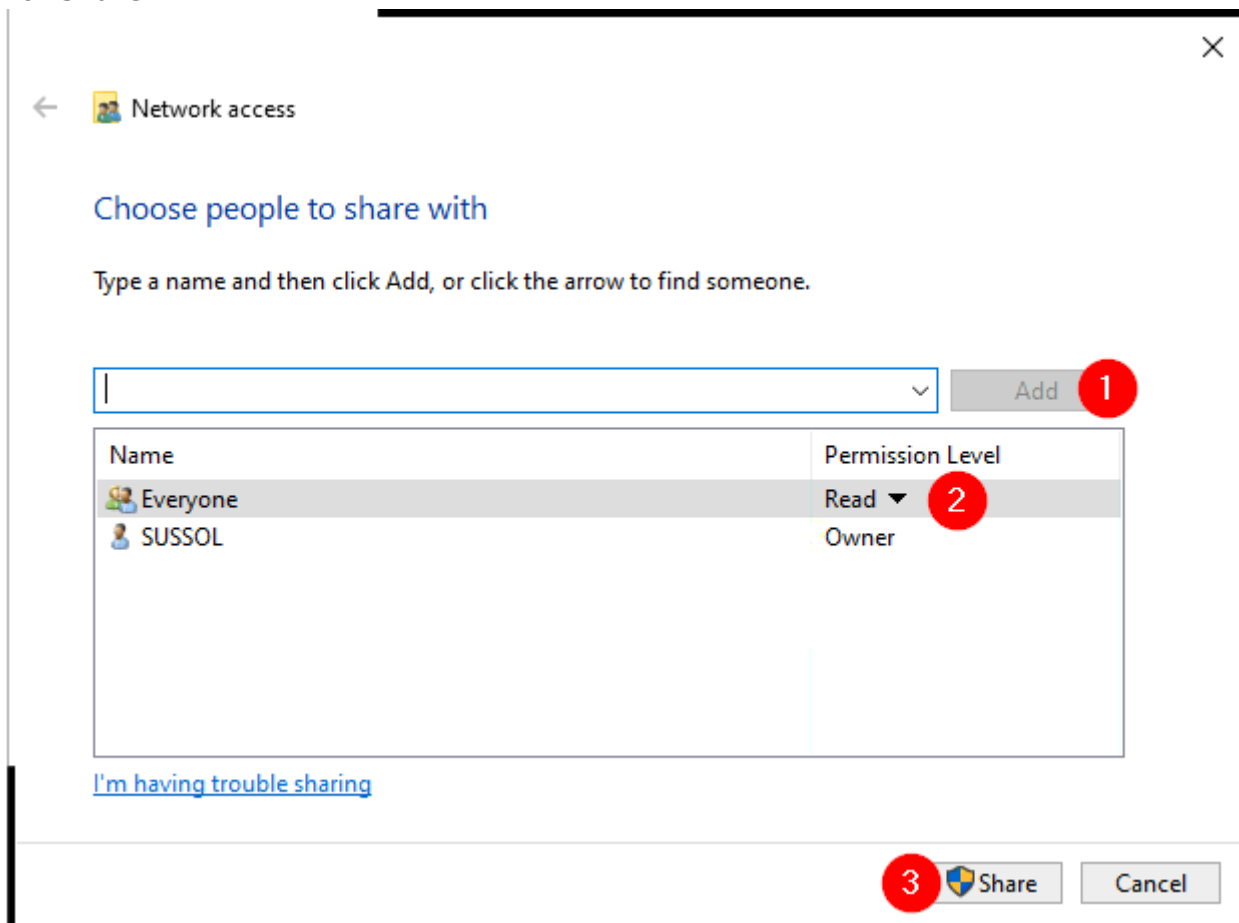 Network access
Choose people to share with
Type a name and then click Add, or click the arrow to find someone.
Add 1
Name Permission Level
Everyone Read 2
SUSSOL Owner
I'm having trouble sharing
3 Share Cancel